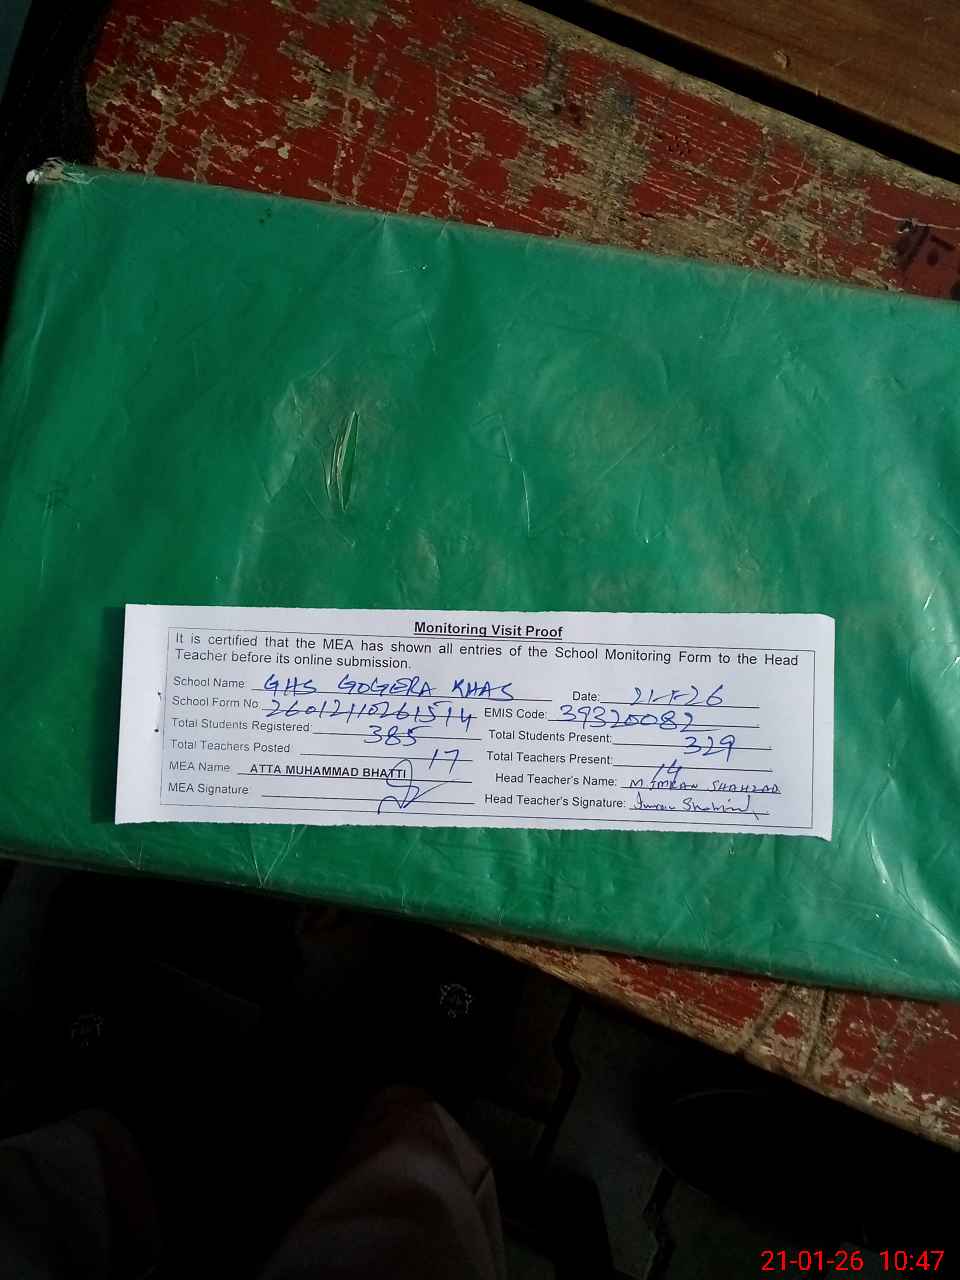 Monitoring Visit Proof
It is certified that the MEA has shown all entries of the School Monitoring Form to the Head
Teacher before its online submission.
School Name: GHS GOGERA KHAS Date: 21-1-26
School Form No: 26012110261514 EMIS Code: 39320082
Total Students Registered: 385 Total Students Present: 329
Total Teachers Posted: 17 Total Teachers Present: 14
MEA Name: ATTA MUHAMMAD BHATTI Head Teacher's Name: M. IMRAN SHAHZAD
MEA Signature: Head Teacher's Signature:
21-01-26 10:47